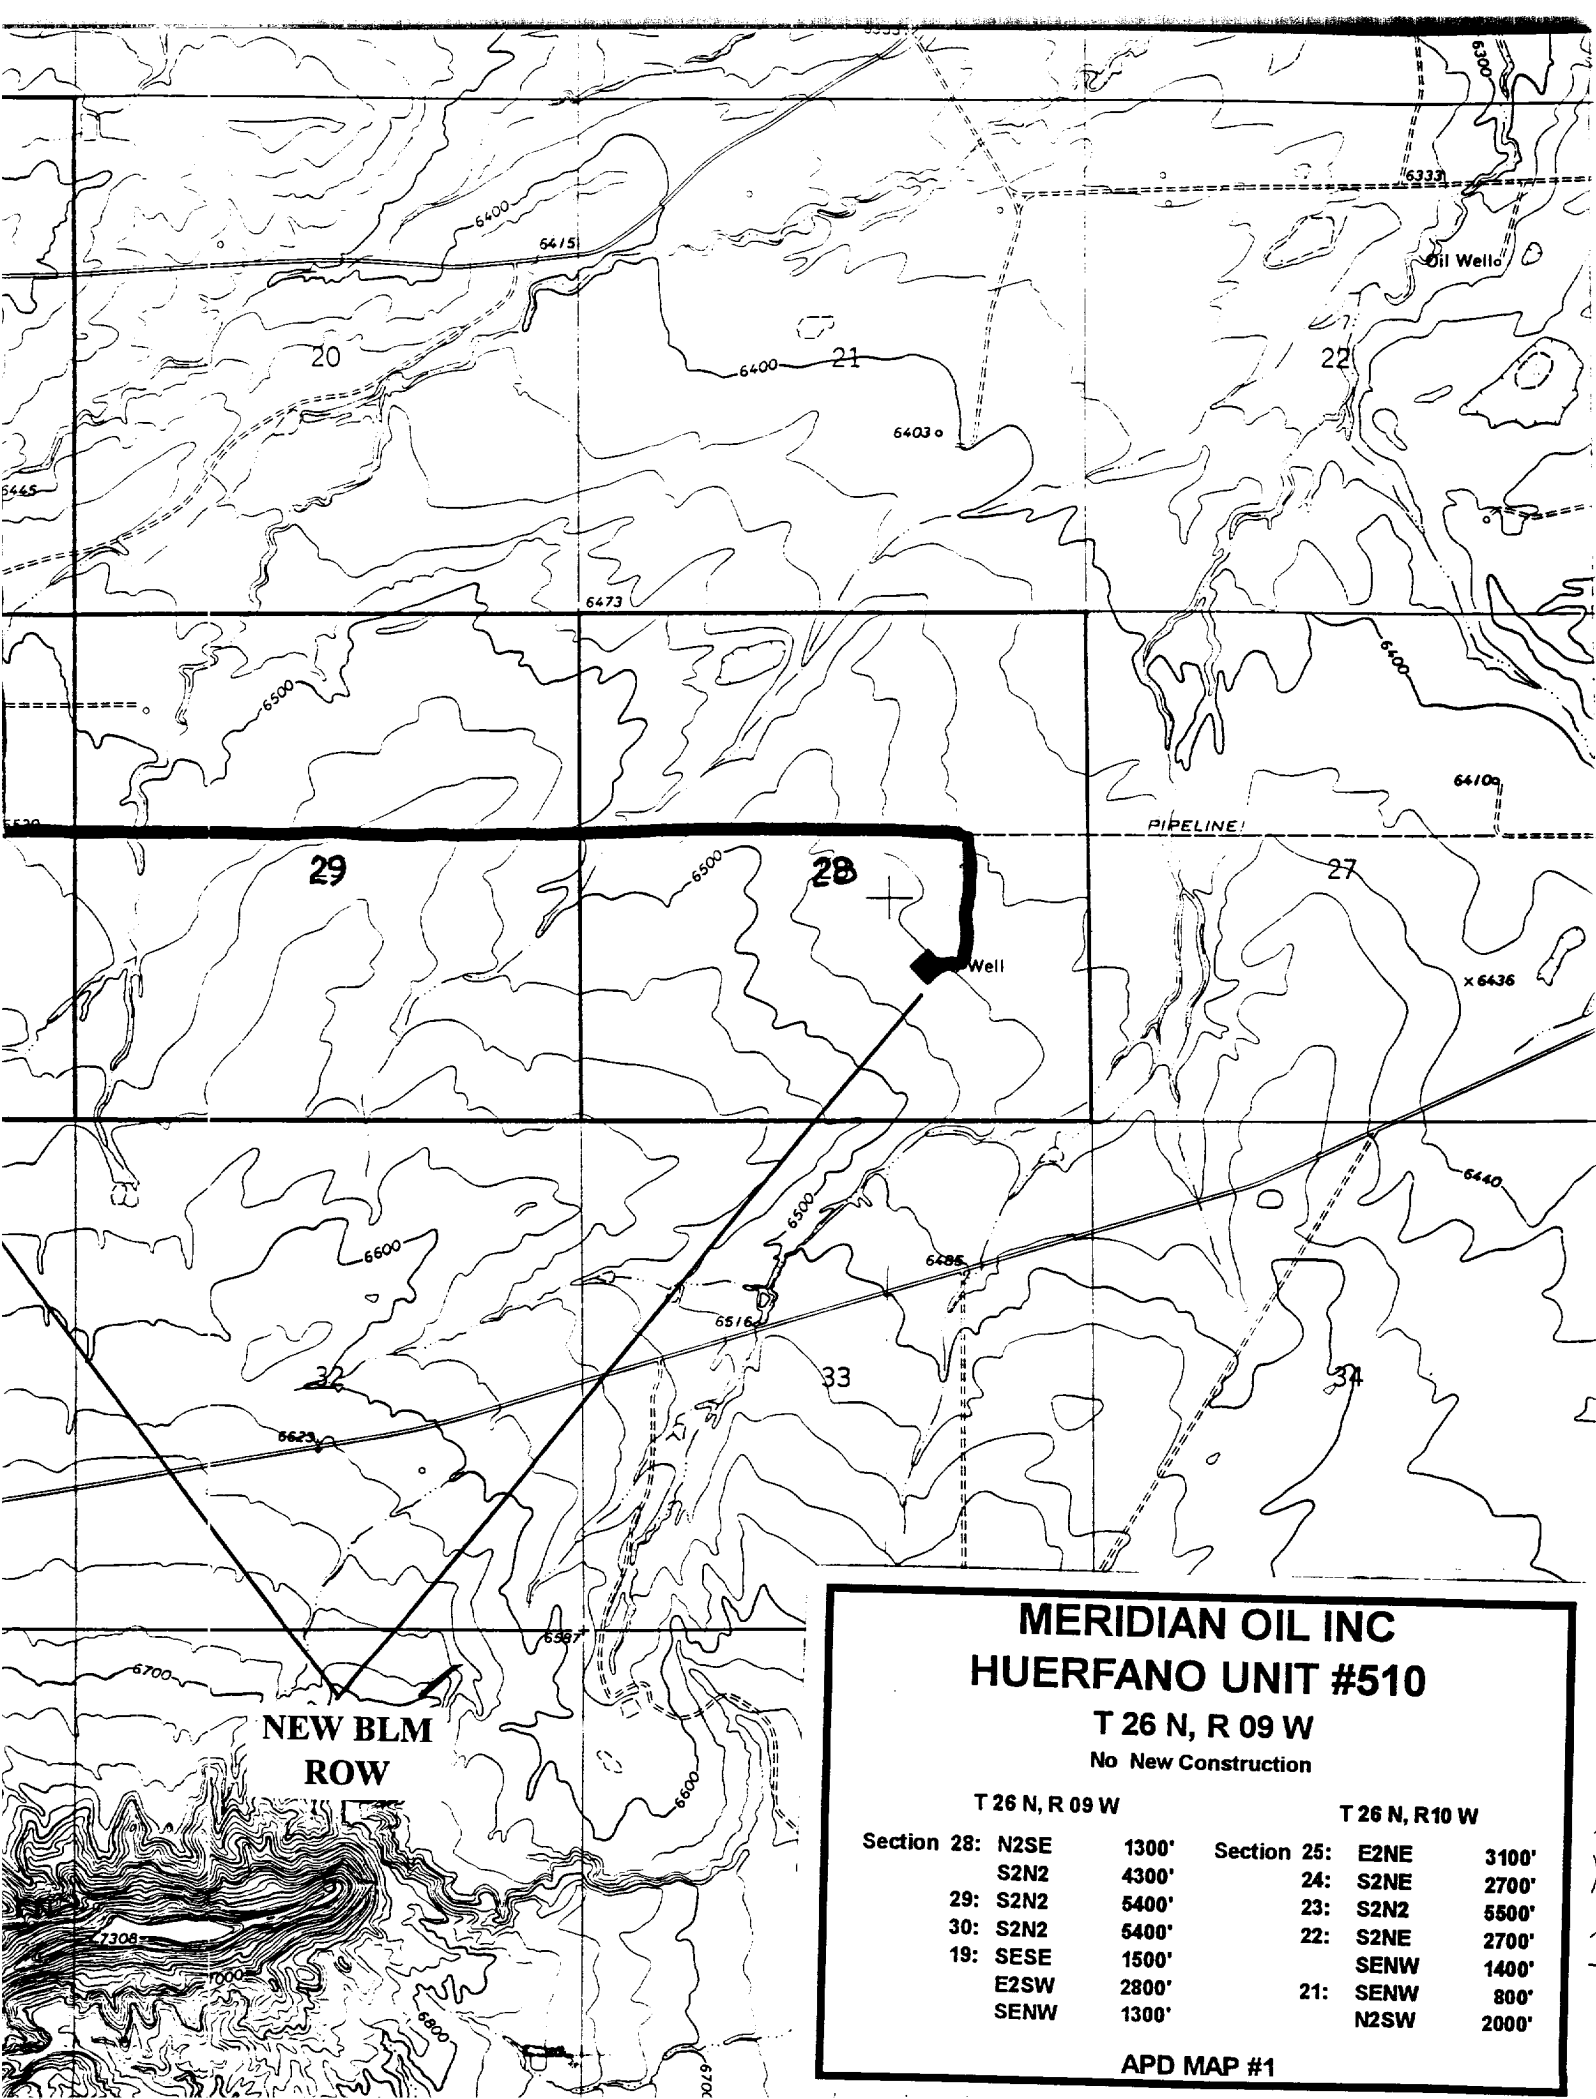 6300
6333
6400
6415
Oil Well
20
6400
21
22
6403
6445
6473
6500
6400
6410
PIPELINE
29
6500
28
27
Well
x 6436
6440
6500
6600
6485
6516
32
33
34
6623
6587
6700
NEW BLM
ROW
6600
7308
7000
6800
MERIDIAN OIL INC
HUERFANO UNIT #510
T 26 N, R 09 W
No New Construction
T 26 N, R 09 W T 26 N, R10 W
Section 28: N2SE 1300' Section 25: E2NE 3100'
S2N2 4300' 24: S2NE 2700'
29: S2N2 5400' 23: S2N2 5500'
30: S2N2 5400' 22: S2NE 2700'
19: SESE 1500' SENW 1400'
E2SW 2800' 21: SENW 800'
SENW 1300' N2SW 2000'
APD MAP #1